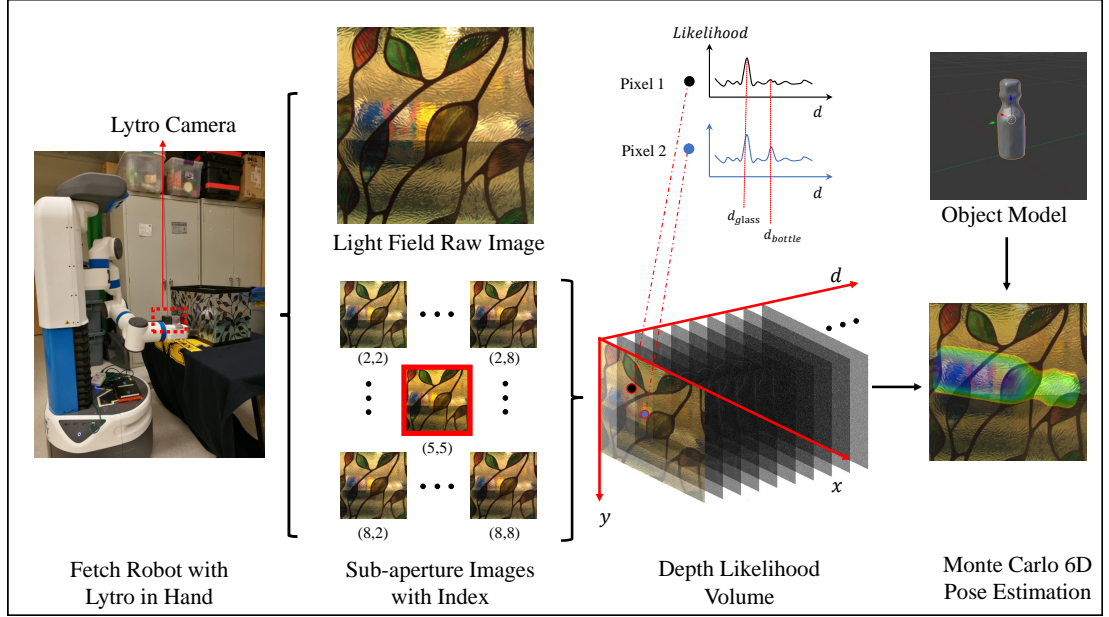 Lytro Camera
Fetch Robot with
Lytro in Hand
Light Field Raw Image
(2,2)
(2,8)
(5,5)
(8,2)
(8,8)
Sub-aperture Images
with Index
Likelihood
Pixel 1
d
Pixel 2
d
d_glass
d_bottle
d
x
y
Depth Likelihood
Volume
Object Model
Monte Carlo 6D
Pose Estimation